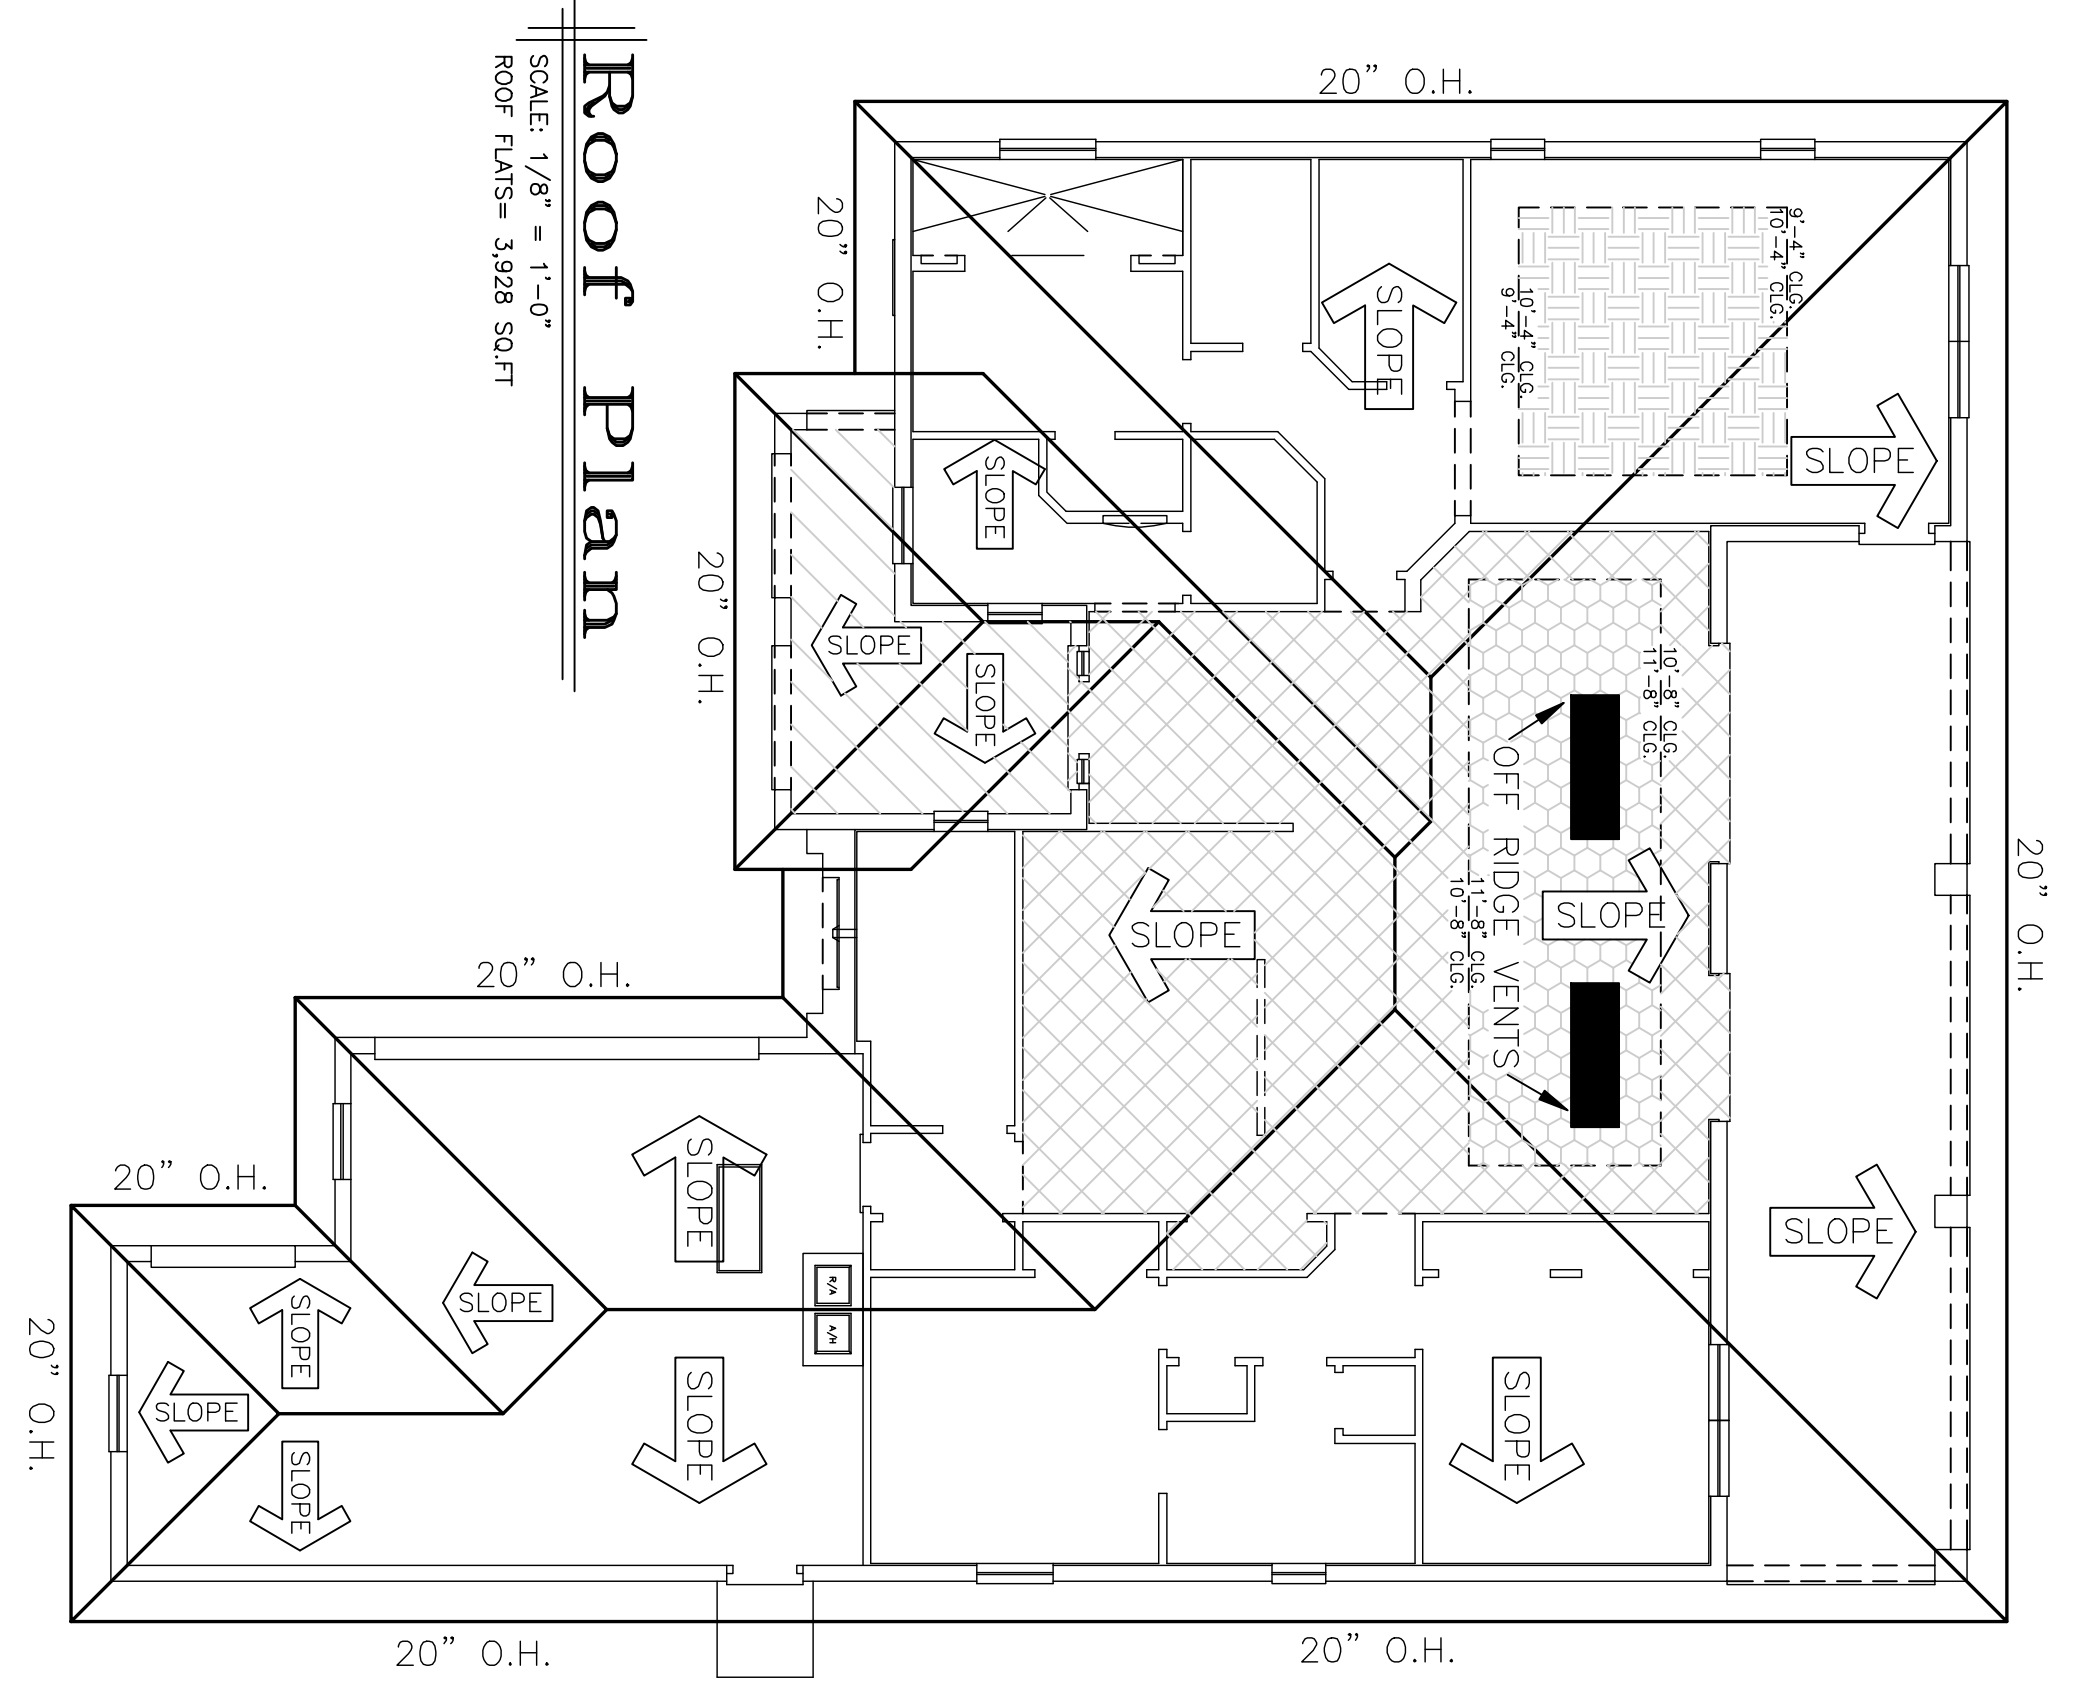 Roof Plan
SCALE: 1/8" = 1'-0"
ROOF FLATS= 3,928 SQ.FT
20" O.H.
20" O.H.
9'-4" CLG.
10'-4" CLG.
10'-4" CLG.
9'-4" CLG.
SLOPE
SLOPE
SLOPE
20" O.H.
SLOPE
SLOPE
10'-8" CLG.
11'-8" CLG.
OFF RIDGE VENTS
11'-8" CLG.
10'-8" CLG.
SLOPE
SLOPE
20" O.H.
20" O.H.
20" O.H.
SLOPE
SLOPE
SLOPE
SLOPE
R/A
A/H
20" O.H.
SLOPE
SLOPE
SLOPE
SLOPE
SLOPE
20" O.H.
20" O.H.